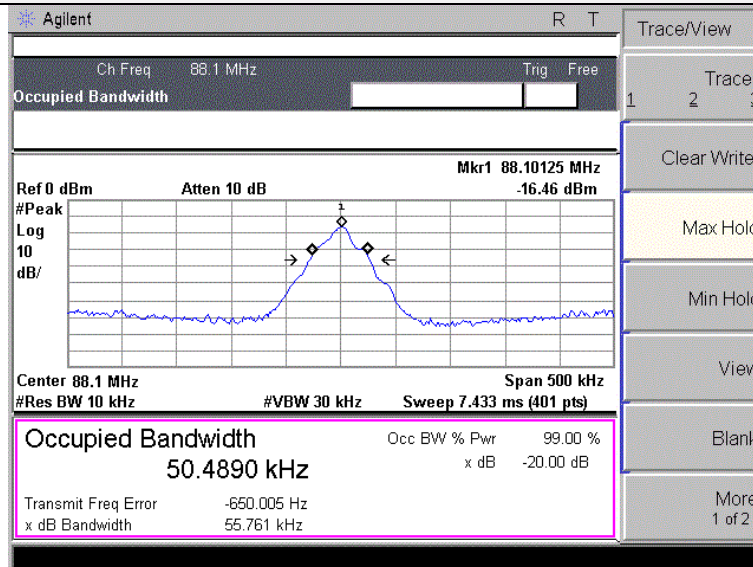 Agilent R T
Ch Freq 88.1 MHz Trig Free
Occupied Bandwidth
Mkr1 88.10125 MHz
Ref 0 dBm Atten 10 dB -16.46 dBm
#Peak
Log
10
dB/
1
Center 88.1 MHz Span 500 kHz
#Res BW 10 kHz #VBW 30 kHz Sweep 7.433 ms (401 pts)
Occupied Bandwidth
50.4890 kHz
Occ BW % Pwr 99.00 %
x dB -20.00 dB
Transmit Freq Error -650.005 Hz
x dB Bandwidth 55.761 kHz
Trace/View
Trace
1 2
Clear Write
Max Hold
Min Hold
View
Blank
More
1 of 2